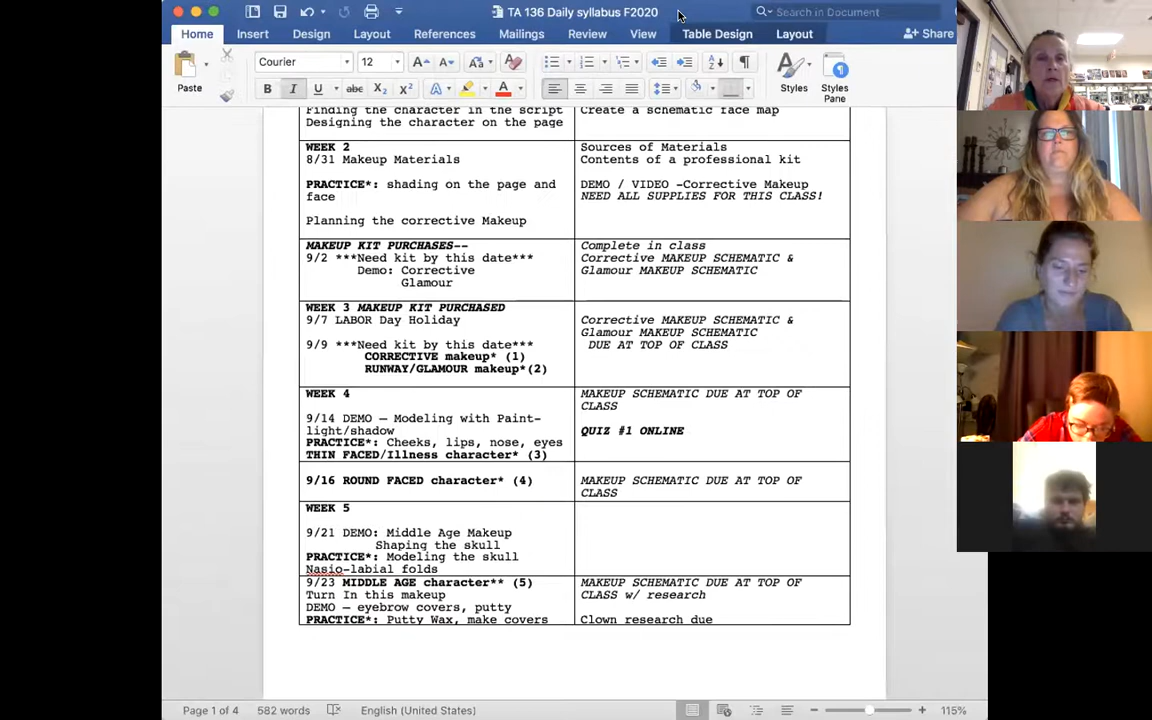 TA 136 Daily syllabus F2020
Search in Document
Home
Insert
Design
Layout
References
Mailings
Review
View
Table Design
Layout
Share
Paste
Courier
12
Styles
Styles Pane
Finding the character in the script
Designing the character on the page
Create a schematic face map
WEEK 2
8/31 Makeup Materials
PRACTICE*: shading on the page and
face
Planning the corrective Makeup
Sources of Materials
Contents of a professional kit
DEMO / VIDEO -Corrective Makeup
NEED ALL SUPPLIES FOR THIS CLASS!
MAKEUP KIT PURCHASES--
9/2 ***Need kit by this date***
Demo: Corrective
Glamour
Complete in class
Corrective MAKEUP SCHEMATIC &
Glamour MAKEUP SCHEMATIC
WEEK 3 MAKEUP KIT PURCHASED
9/7 LABOR Day Holiday
9/9 ***Need kit by this date***
CORRECTIVE makeup* (1)
RUNWAY/GLAMOUR makeup*(2)
Corrective MAKEUP SCHEMATIC &
Glamour MAKEUP SCHEMATIC
DUE AT TOP OF CLASS
WEEK 4
9/14 DEMO – Modeling with Paint-
light/shadow
PRACTICE*: Cheeks, lips, nose, eyes
THIN FACED/Illness character* (3)
MAKEUP SCHEMATIC DUE AT TOP OF
CLASS
QUIZ #1 ONLINE
9/16 ROUND FACED character* (4)
MAKEUP SCHEMATIC DUE AT TOP OF
CLASS
WEEK 5
9/21 DEMO: Middle Age Makeup
Shaping the skull
PRACTICE*: Modeling the skull
Nasio-labial folds
9/23 MIDDLE AGE character** (5)
Turn In this makeup
DEMO – eyebrow covers, putty
PRACTICE*: Putty Wax, make covers
MAKEUP SCHEMATIC DUE AT TOP OF
CLASS w/ research
Clown research due
Page 1 of 4
582 words
English (United States)
115%